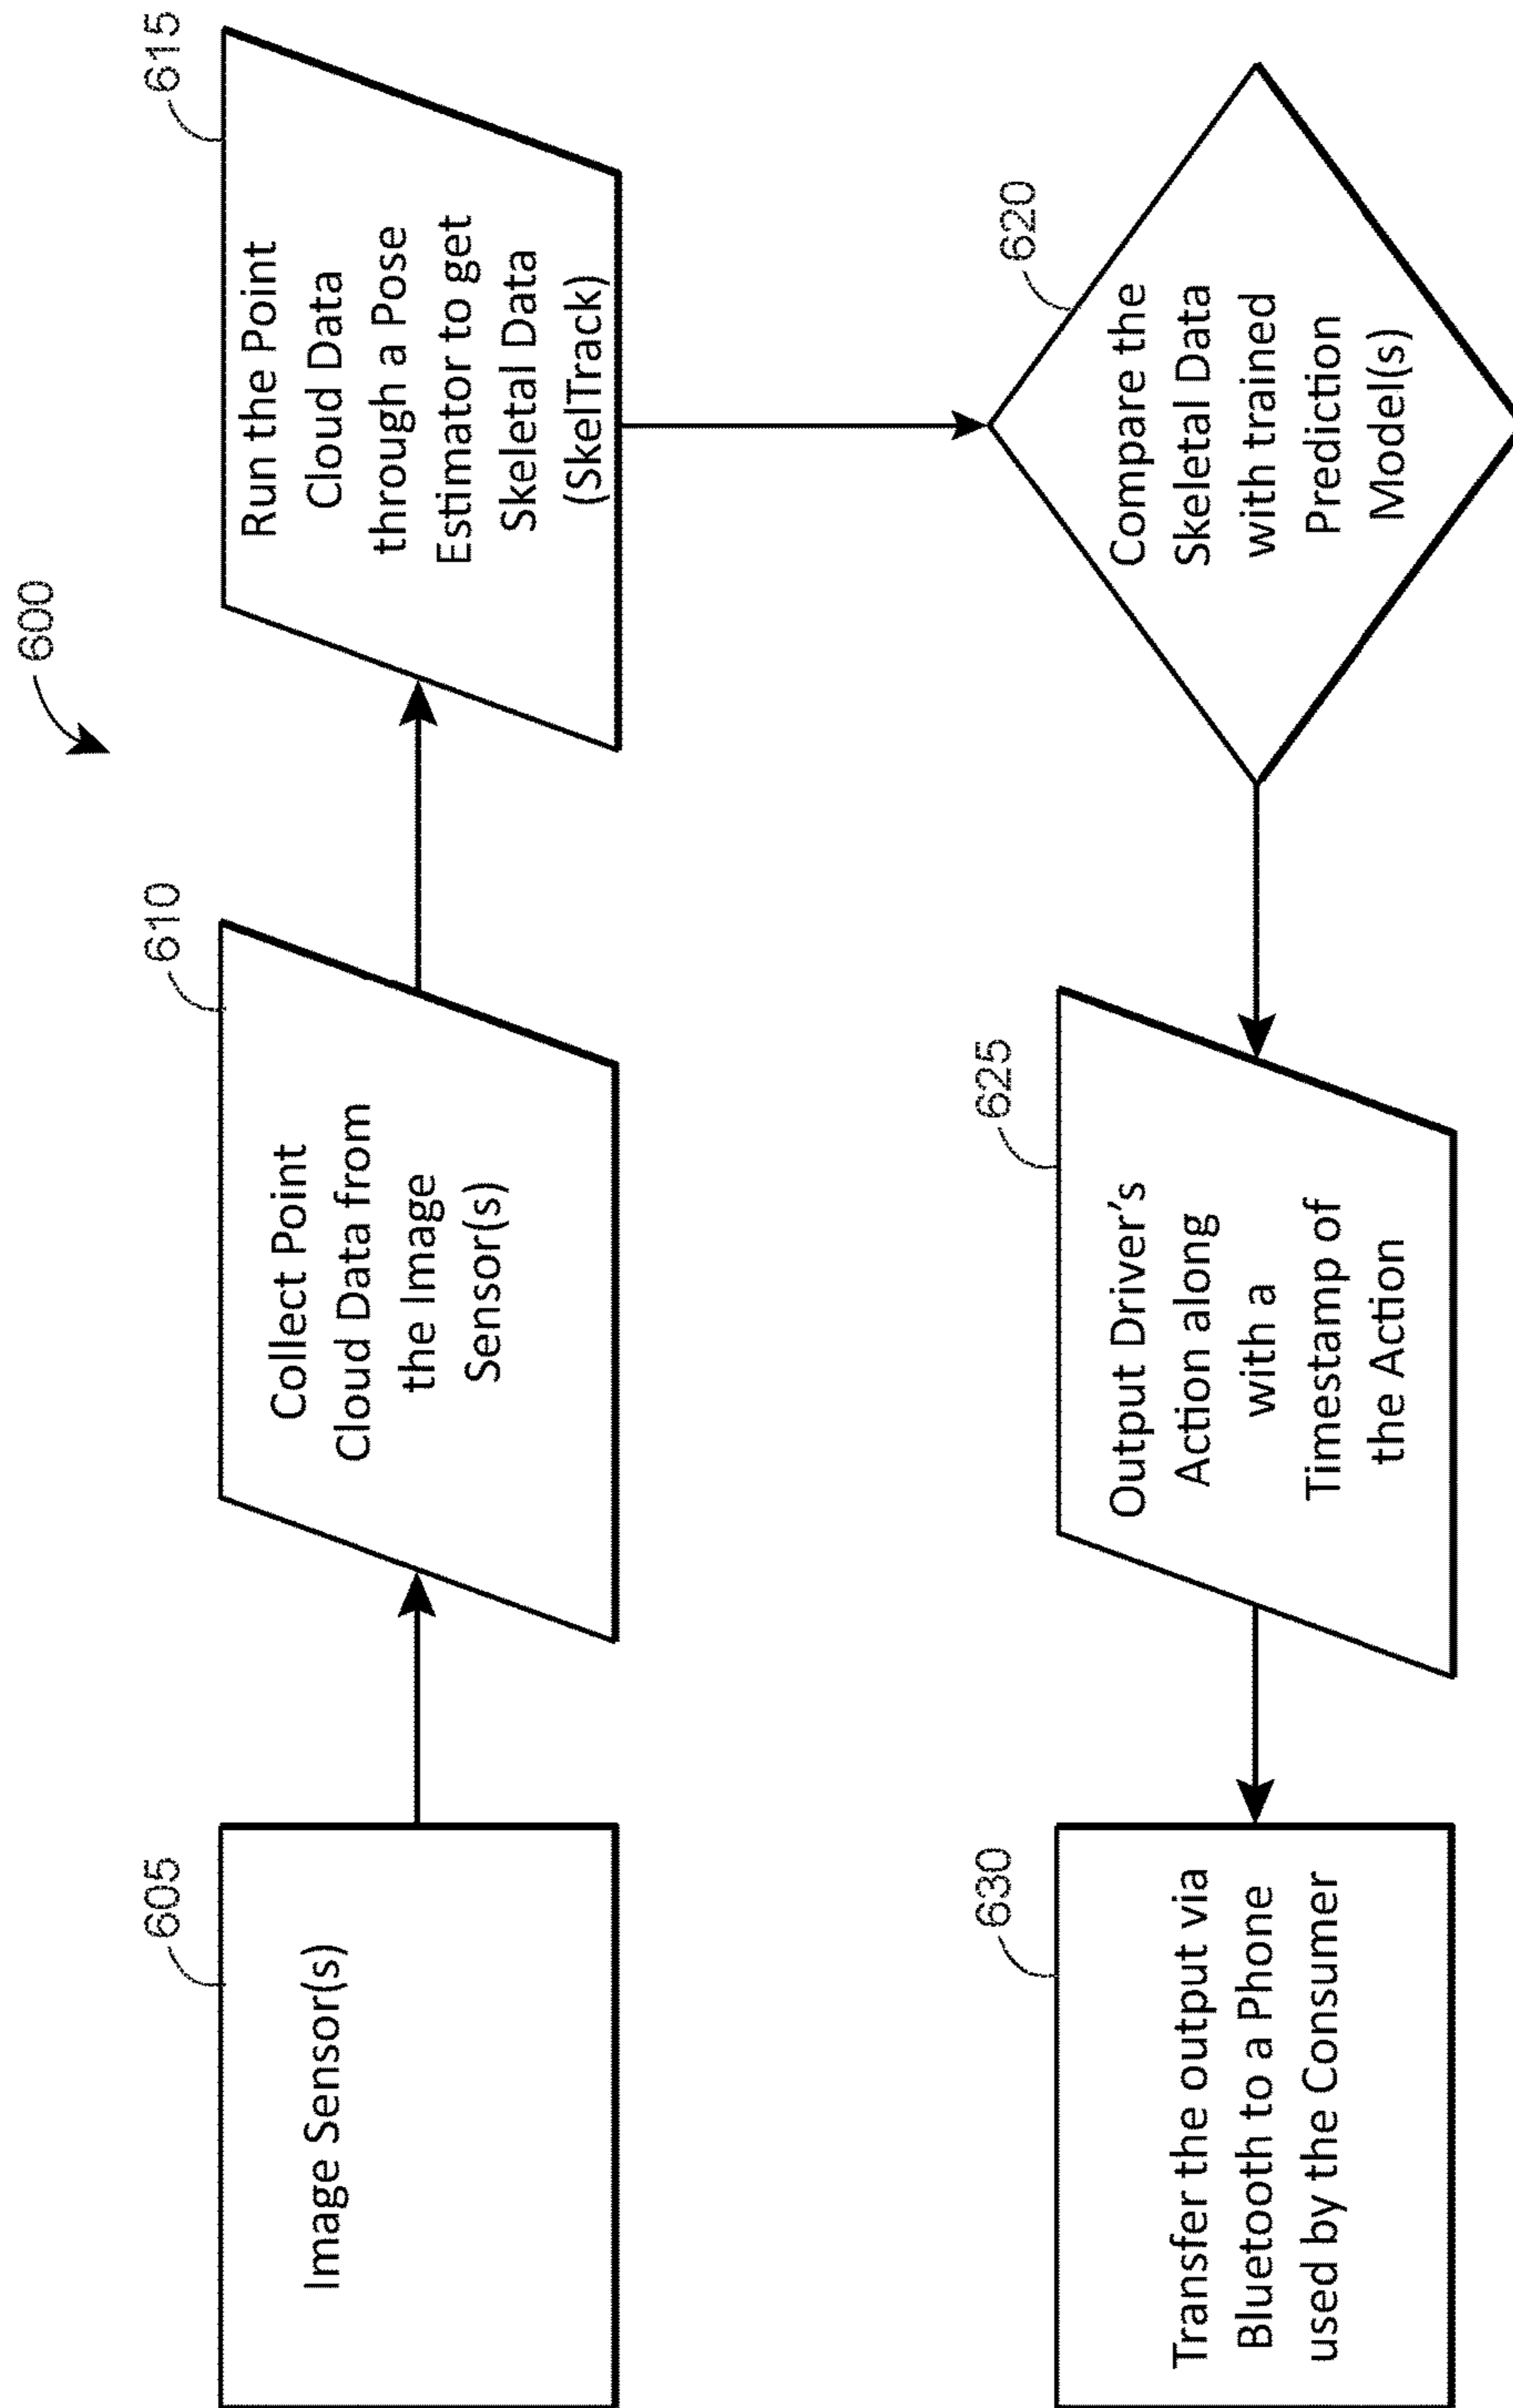 600
605
Image Sensor(s)
610
Collect Point
Cloud Data from
the Image
Sensor(s)
615
Run the Point
Cloud Data
through a Pose
Estimator to get
Skeletal Data
(SkelTrack)
620
Compare the
Skeletal Data
with trained
Prediction
Model(s)
625
Output Driver’s
Action along
with a
Timestamp of
the Action
630
Transfer the output via
Bluetooth to a Phone
used by the Consumer